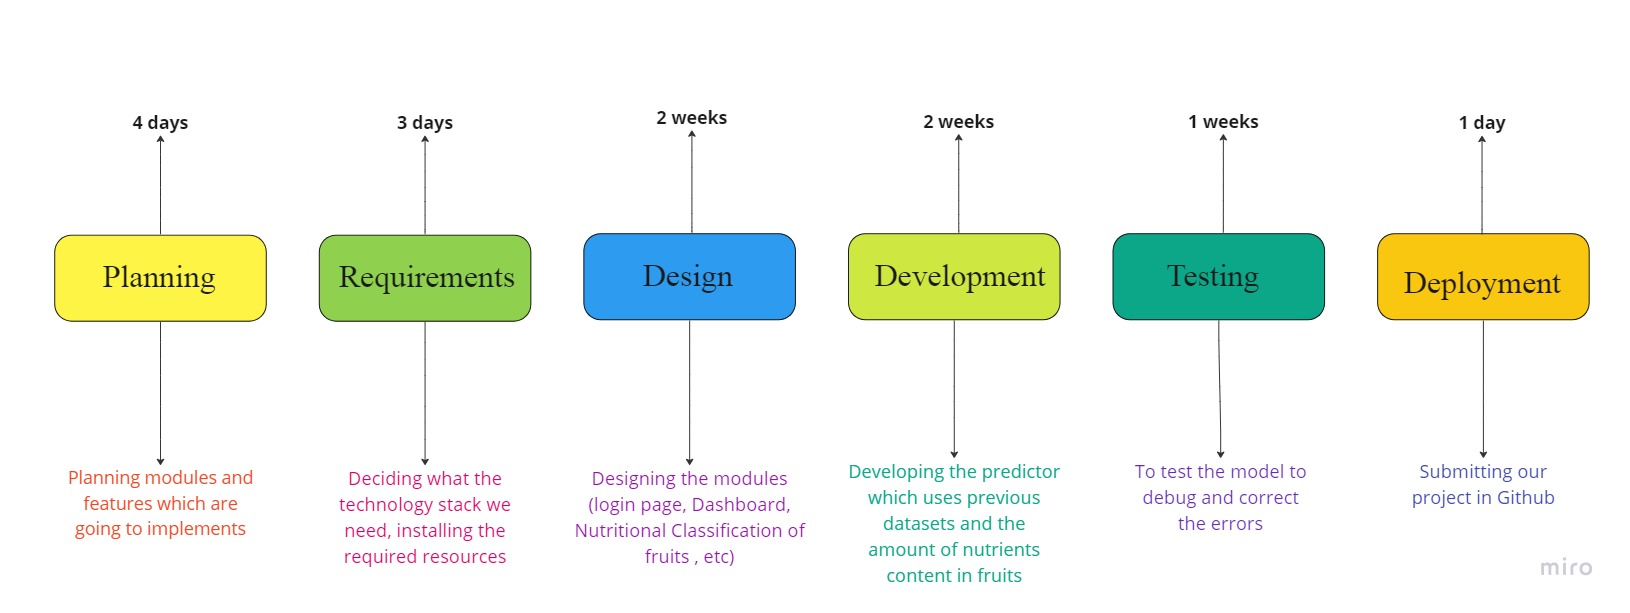 4 days
3 days
2 weeks
2 weeks
1 weeks
1 day
Planning
Requirements
Design
Development
Testing
Deployment
Planning modules and
features which are
going to implements
Deciding what the
technology stack we
need, installing the
required resources
Designing the modules
(login page, Dashboard,
Nutritional Classification of
fruits , etc)
Developing the predictor
which uses previous
datasets and the
amount of nutrients
content in fruits
To test the model to
debug and correct
the errors
Submitting our
project in Github
miro